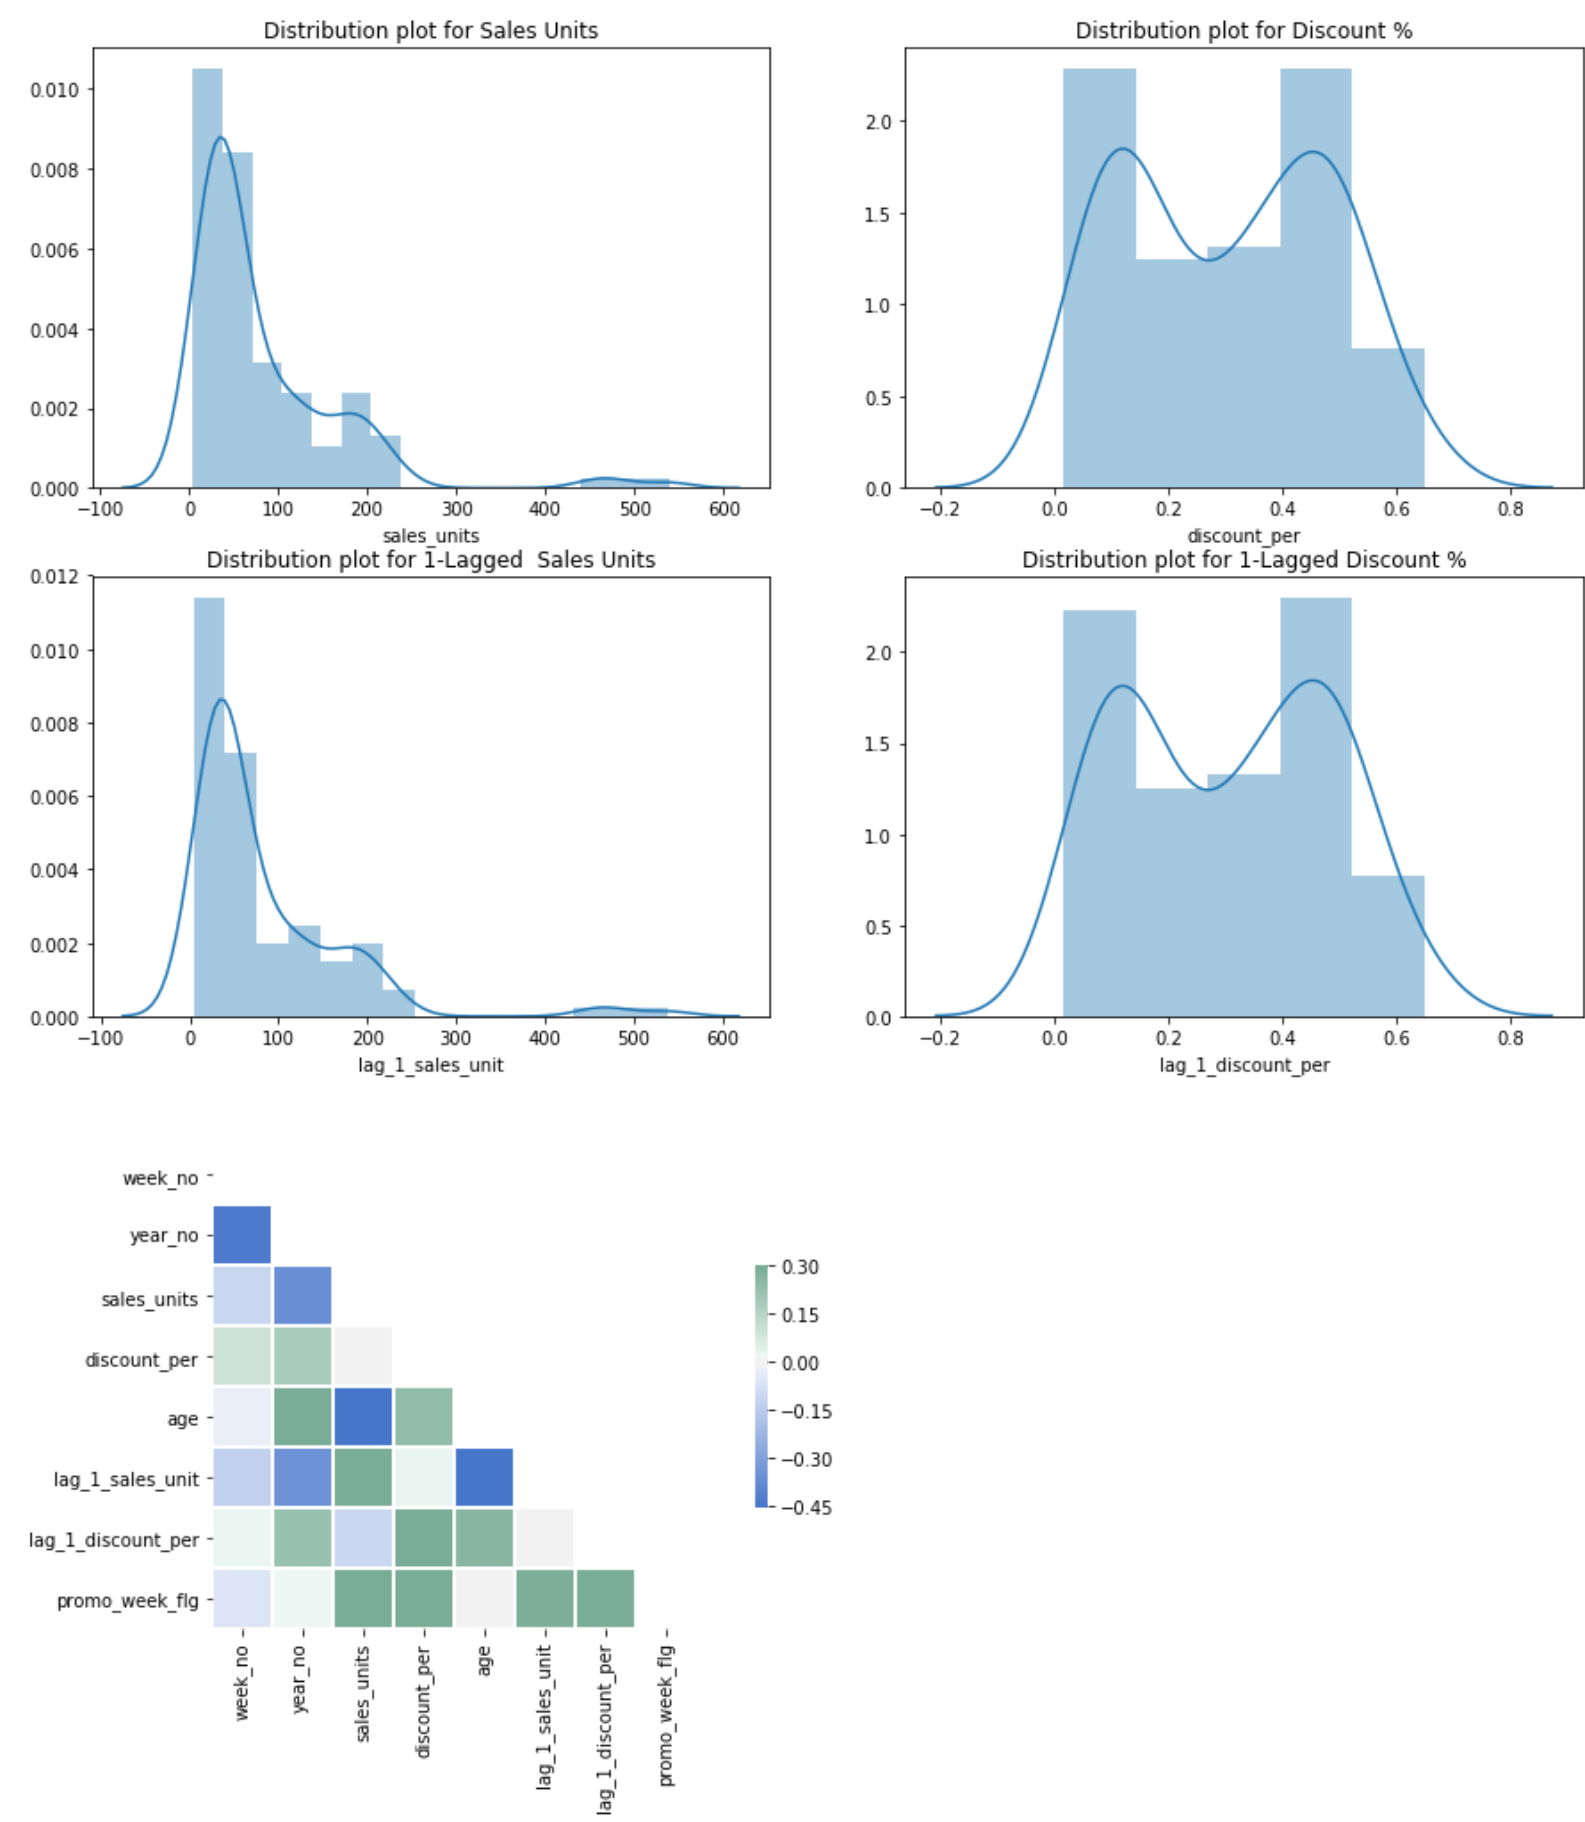 Distribution plot for Sales Units
0.010
0.008
0.006
0.004
0.002
0.000
−100 0 100 200 300 400 500 600
sales_units
Distribution plot for Discount %
2.0
1.5
1.0
0.5
0.0
−0.2 0.0 0.2 0.4 0.6 0.8
discount_per
Distribution plot for 1-Lagged  Sales Units
0.012
0.010
0.008
0.006
0.004
0.002
0.000
−100 0 100 200 300 400 500 600
lag_1_sales_unit
Distribution plot for 1-Lagged Discount %
2.0
1.5
1.0
0.5
0.0
−0.2 0.0 0.2 0.4 0.6 0.8
lag_1_discount_per
week_no
year_no
sales_units
discount_per
age
lag_1_sales_unit
lag_1_discount_per
promo_week_flg
week_no
year_no
sales_units
discount_per
age
lag_1_sales_unit
lag_1_discount_per
promo_week_flg
0.30
0.15
0.00
−0.15
−0.30
−0.45